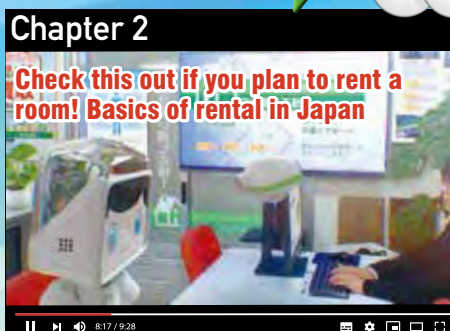 Chapter 2
Check this out if you plan to rent a
room! Basics of rental in Japan
8:17 / 9:28